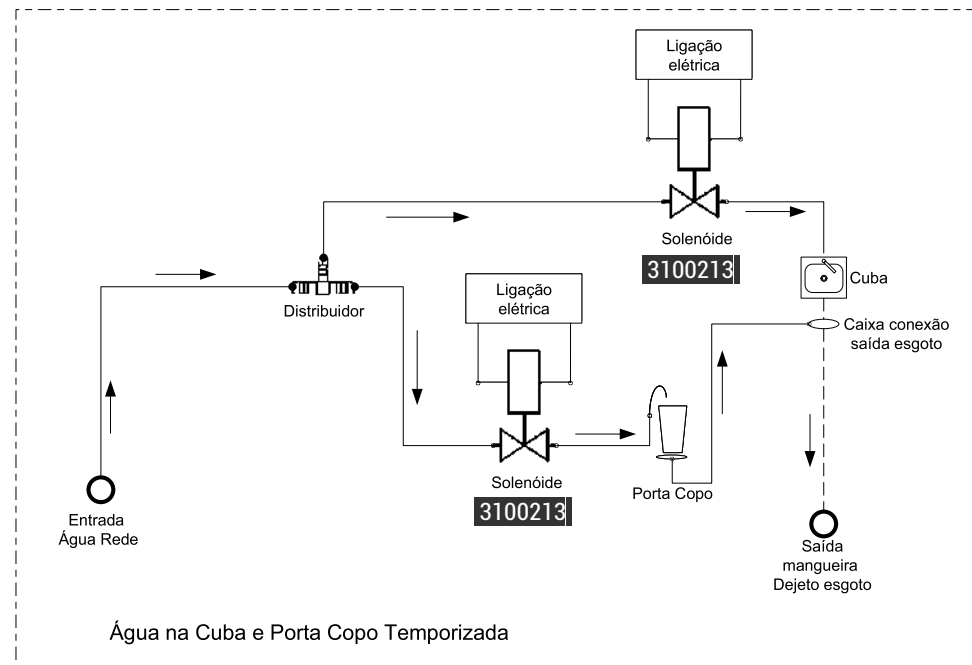 Ligação
elétrica
Solenóide
3100213
Ligação
elétrica
Distribuidor
Cuba
Caixa conexão
saída esgoto
Solenóide
3100213
Porta Copo
Entrada
Água Rede
Saída
mangueira
Dejeto esgoto
Água na Cuba e Porta Copo Temporizada